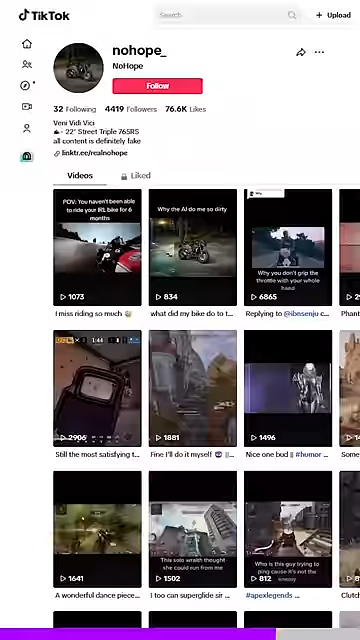 TikTok
Search
+ Upload
nohope_
NoHope
Follow
32 Following 4419 Followers 76.6K Likes
Veni Vidi Vici
- 22' Street Triple 765RS
all content is definitely fake
linktr.ee/realnohope
Videos
Liked
POV: You haven't been able
to ride your IRL bike for 6
months
Why the AI do me so dirty
Why you don't grip the
throttle with your whole
hand
1073
834
6865
I miss riding so much
what did my bike do to t...
Replying to @ibnsenju c...
Phant
1:44
2906
1881
1496
Still the most satisfying t...
Fine I'll do it myself || ...
Nice one bud || #humor ...
Some
This solo wraith thought
she could run from me
Who is this guy trying to
ping cause it's not the
enemy
1641
1502
812
A wonderful dance piece...
I too can superglide sir ...
#apexlegends ...
Clutch